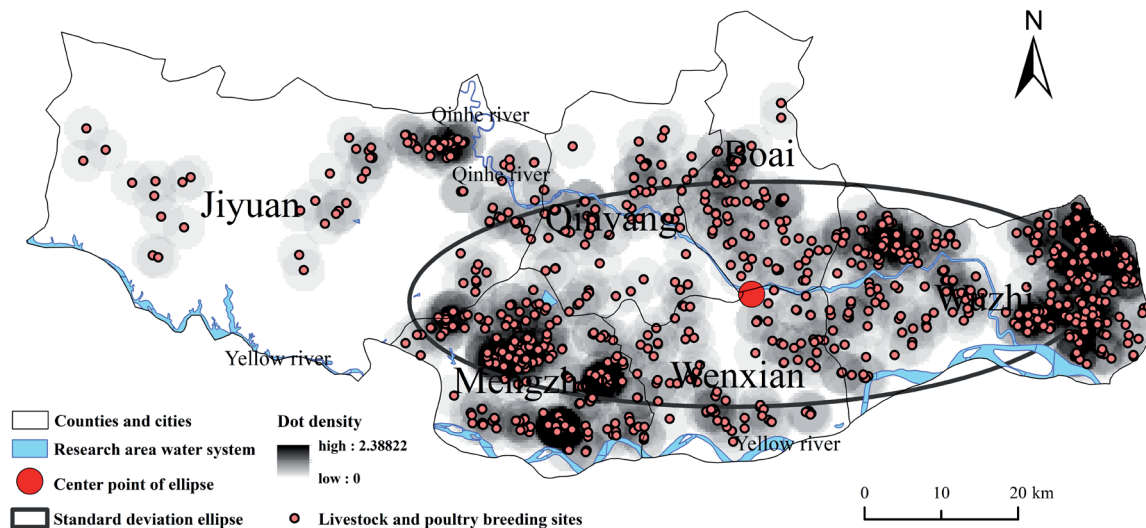 N
Qinhe river
Boai
Qinhe river
Jiyuan
Qinyang
Wuzhi
Yellow river
Mengzhou
Wenxian
Yellow river
Counties and cities
Research area water system
Center point of ellipse
Standard deviation ellipse
Dot density
high : 2.38822
low : 0
Livestock and poultry breeding sites
0 10 20 km